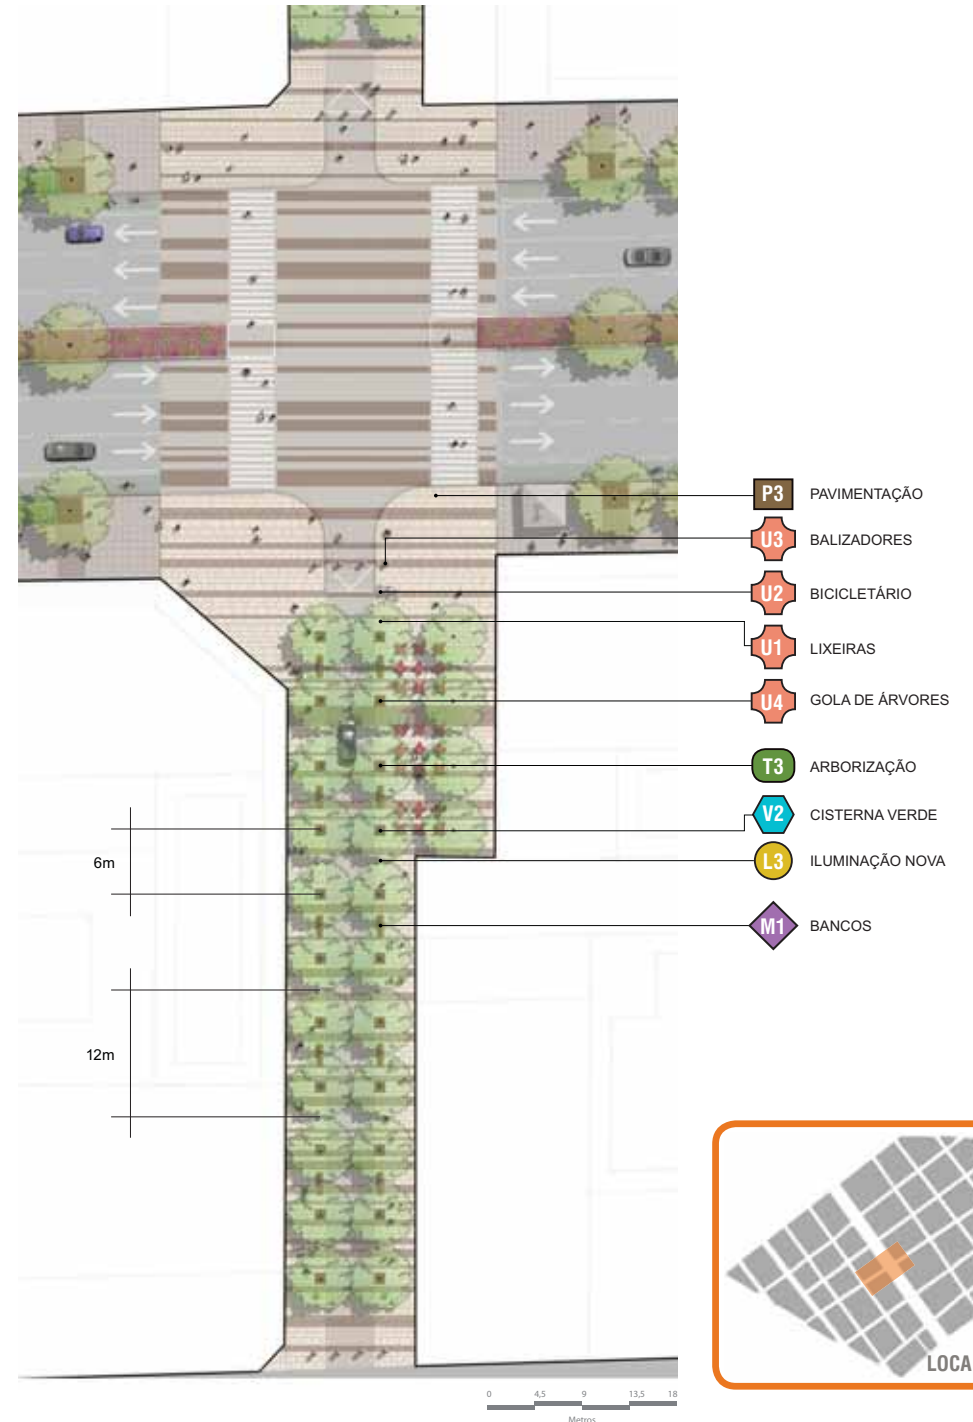 P3 PAVIMENTAÇÃO
U3 BALIZADORES
U2 BICICLETÁRIO
U1 LIXEIRAS
U4 GOLA DE ÁRVORES
T3 ARBORIZAÇÃO
V2 CISTERNA VERDE
L3 ILUMINAÇÃO NOVA
M1 BANCOS
6m
12m
LOCA
0 4,5 9 13,5 18
Metros